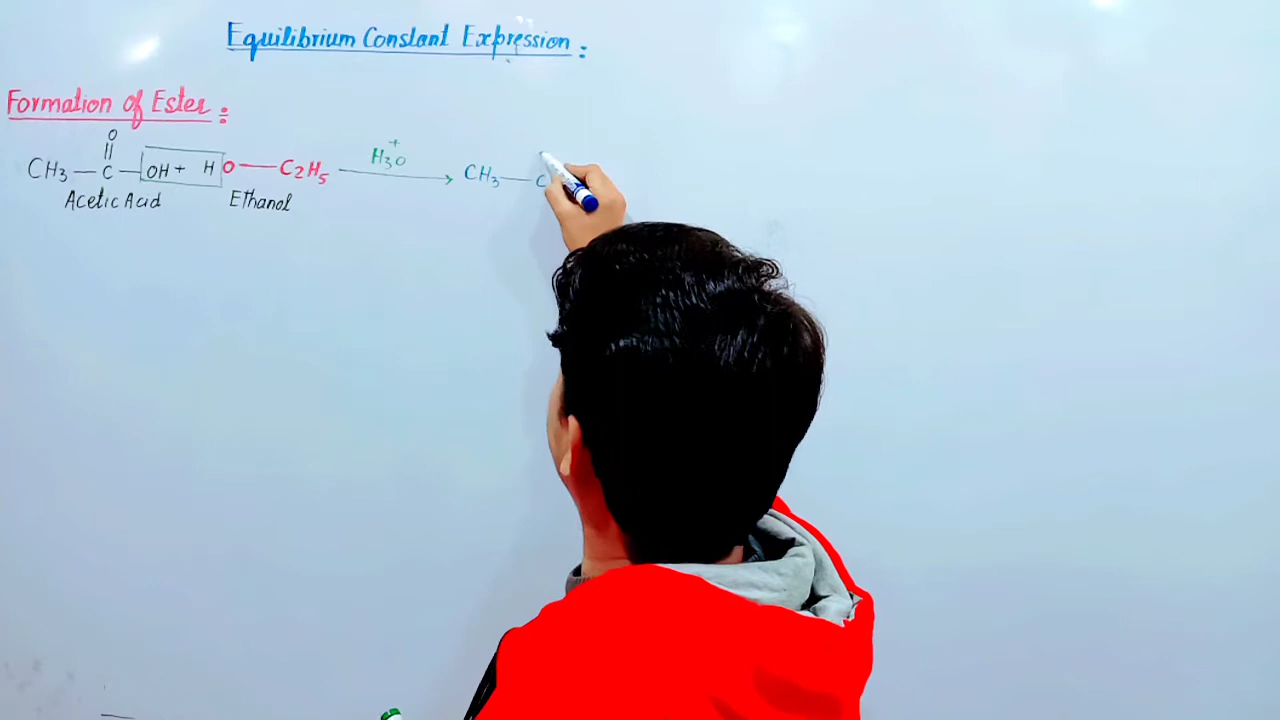 Equilibrium Constant Expression :
Formation of Ester :
O
CH3 — C — OH + H O — C2H5 → CH3 — C
H3O+
Acetic Acid Ethanol